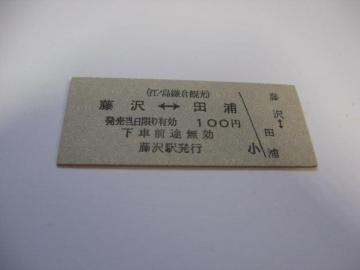 (江ノ島鎌倉観光)
藤沢↔田浦
発売当日限り有効 100円
下車前途無効
藤沢駅発行
小
藤沢↔田浦